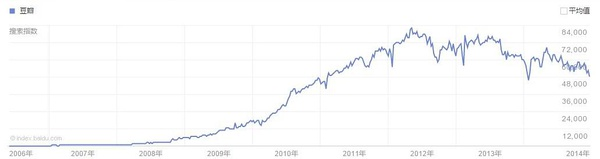 豆瓣
平均值
搜索指数
84,000
72,000
60,000
48,000
36,000
24,000
12,000
© index.baidu.com
2006年
2007年
2008年
2009年
2010年
2011年
2012年
2013年
2014年